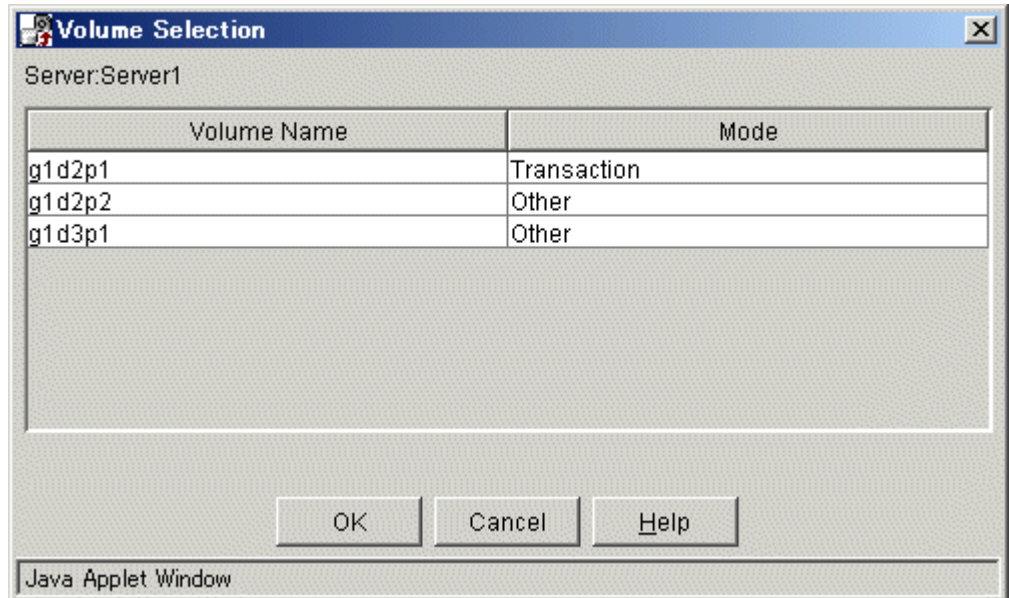 Volume Selection
Server:Server1
Volume Name Mode
g1d2p1 Transaction
g1d2p2 Other
g1d3p1 Other
OK Cancel Help
Java Applet Window